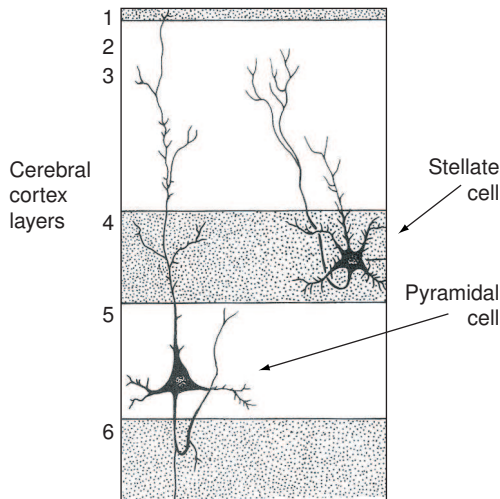 1
2
3
Cerebral
cortex
layers
4
Stellate
cell
5
Pyramidal
cell
6